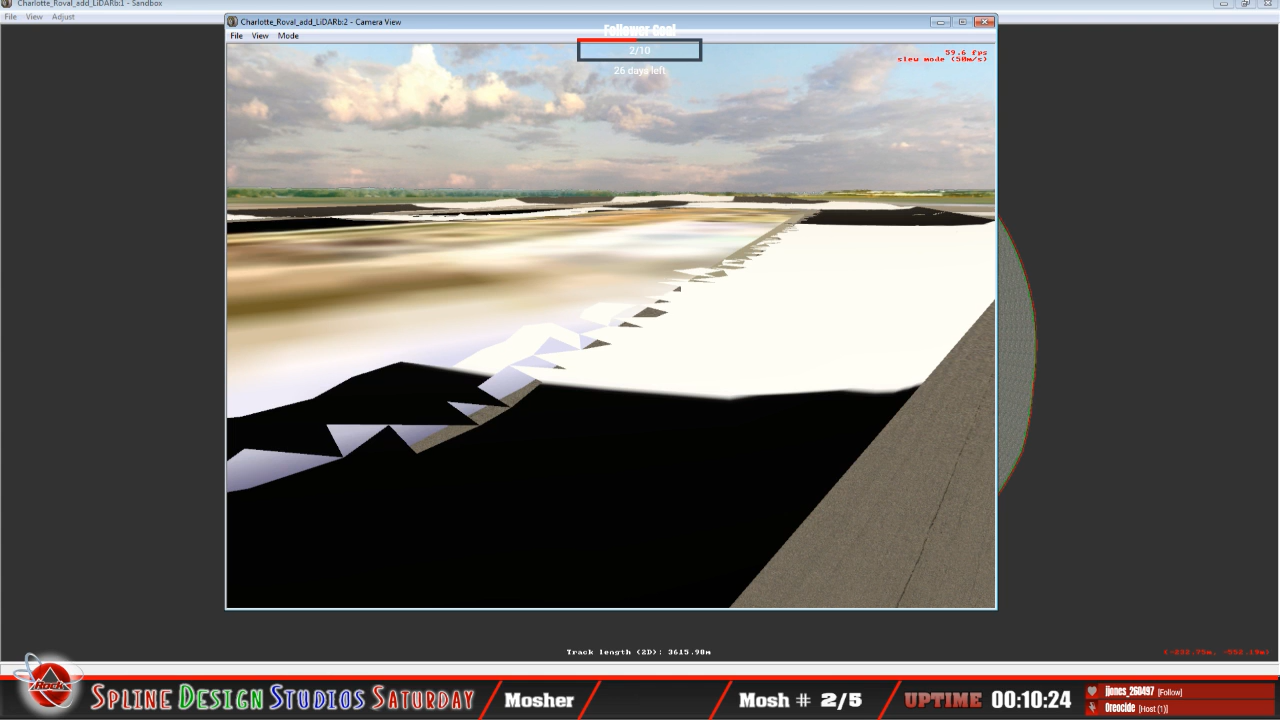 Charlotte_Roval_add_LiDARb:1 - Sandbox
File View Adjust
Charlotte_Roval_add_LiDARb:2 - Camera View
File View Mode
Follower Goal
2/10
26 days left
59.6 fps
slew mode (50m/s)
Track length (2D): 3615.90m
Rock
SPLINE DESIGN STUDIOS SATURDAY
Mosher
Mosh # 2/5
UPTIME 00:10:24
jjones_260497 [Follow]
Oreocide [Host (1)]